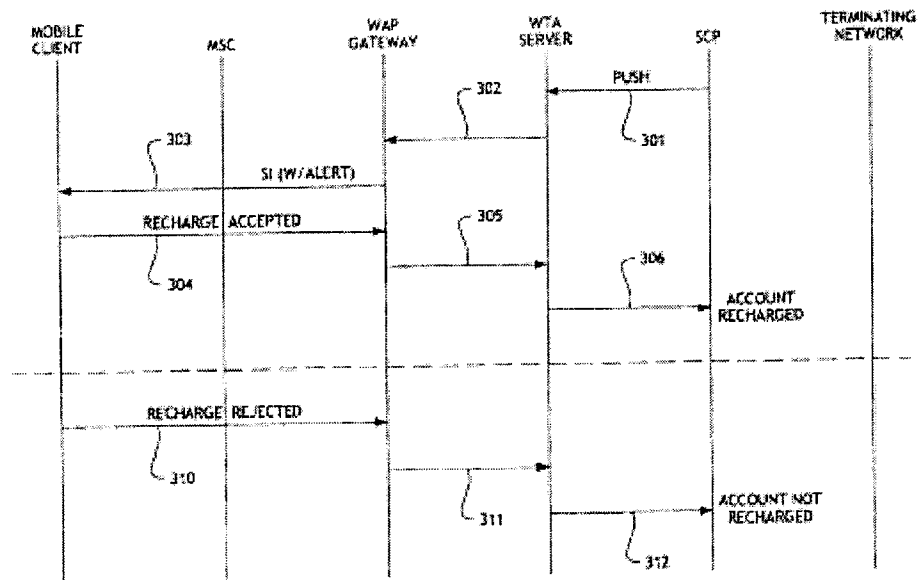 MOBILE
CLIENT
MSC
WAP
GATEWAY
WTA
SERVER
SCP
TERMINATING
NETWORK
PUSH
302
301
303
SI (W/ALERT)
RECHARGE ACCEPTED
305
304
306
ACCOUNT
RECHARGED
RECHARGE REJECTED
310
311
ACCOUNT NOT
RECHARGED
312